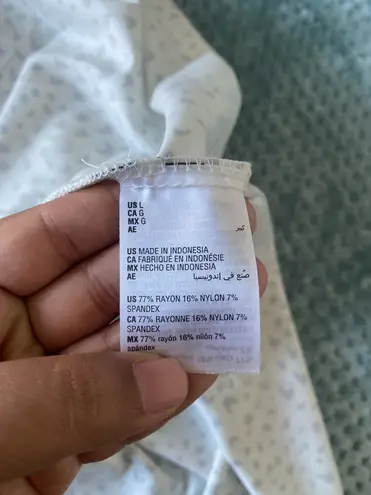 US L
CA G
MX G
AE كبير
US MADE IN INDONESIA
CA FABRIQUÉ EN INDONÉSIE
MX HECHO EN INDONESIA
AE صُنع في إندونيسيا
US 77% RAYON 16% NYLON 7%
SPANDEX
CA 77% RAYONNE 16% NYLON 7%
SPANDEX
MX 77% rayón 16% nilón 7%
spándex